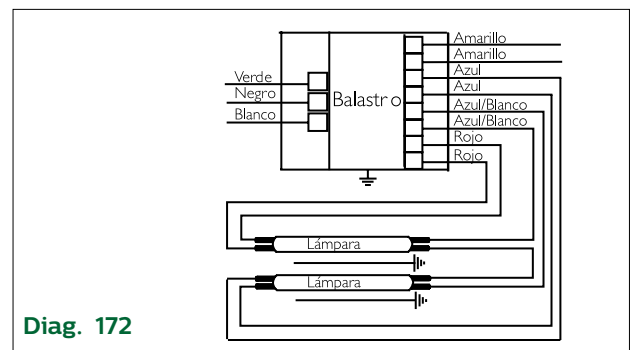 Amarillo
Amarillo
Azul
Azul
Azul/Blanco
Azul/Blanco
Rojo
Rojo
Verde
Negro
Blanco
Balastro
Lámpara
Lámpara
Diag. 172